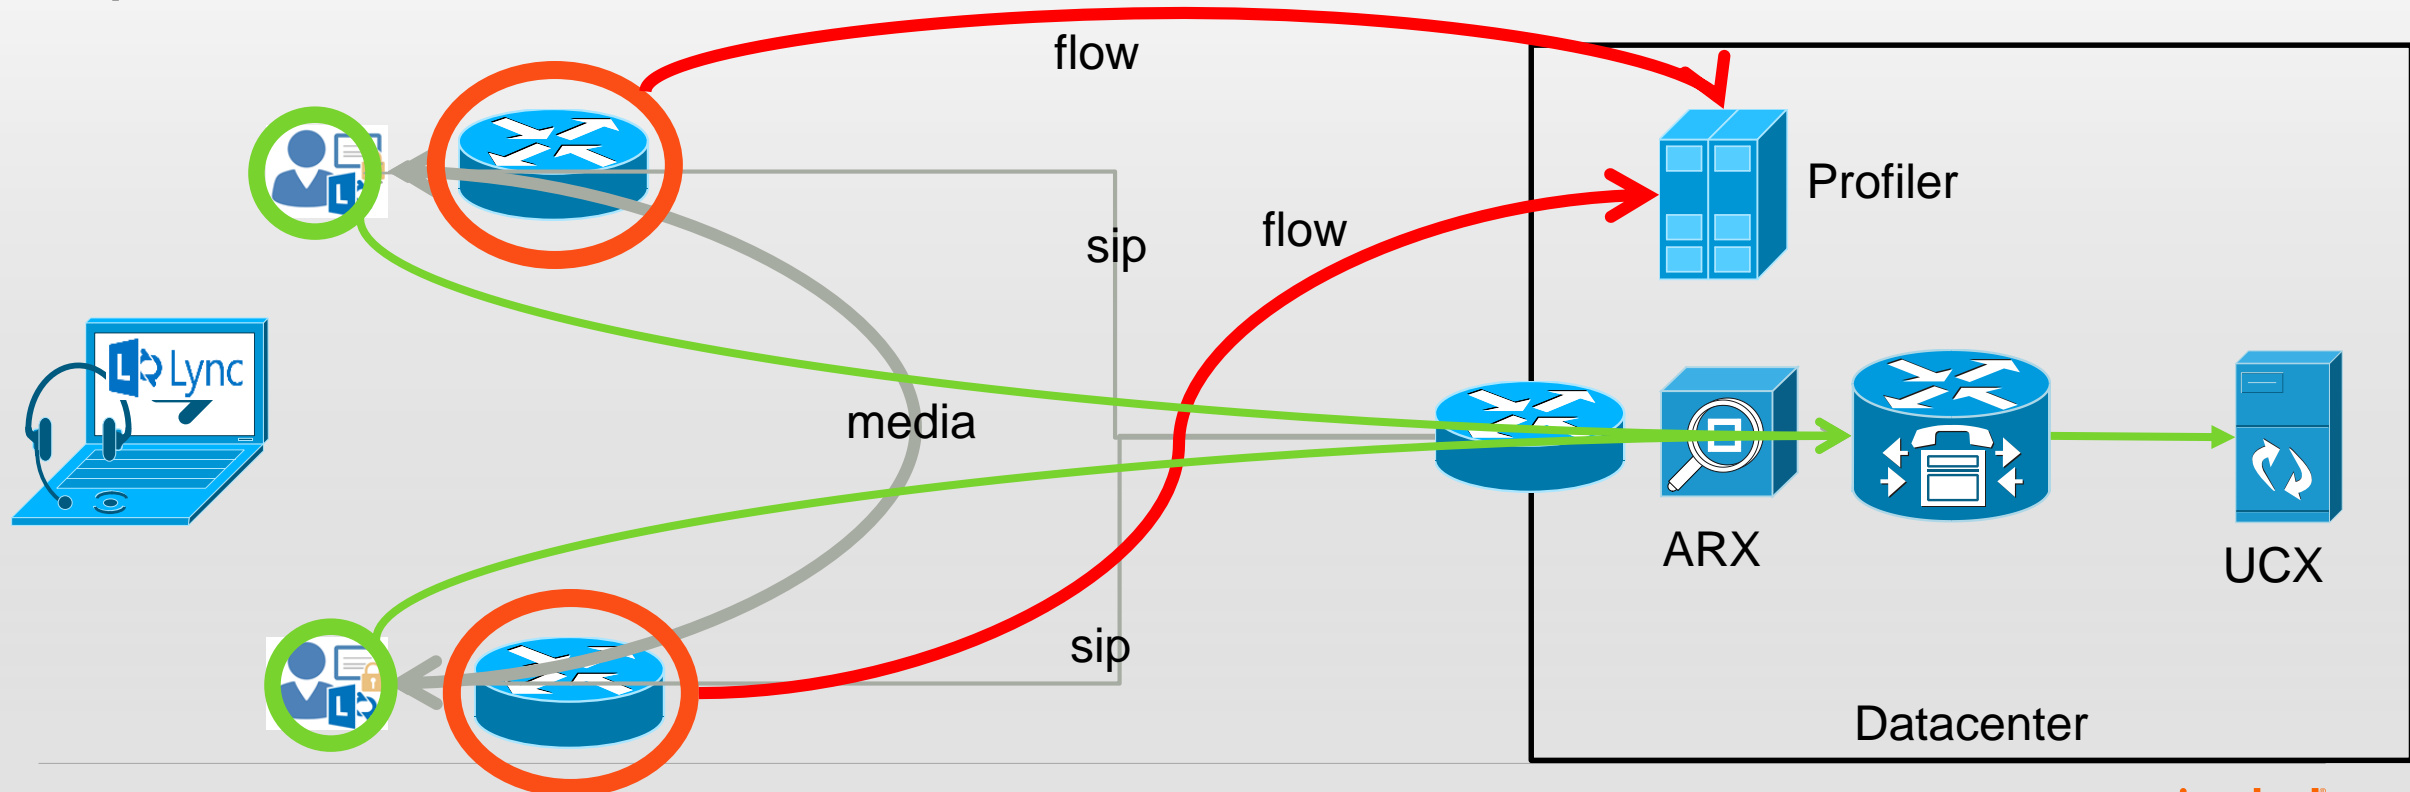 flow
Profiler
flow
sip
Lync
media
ARX
UCX
sip
Datacenter